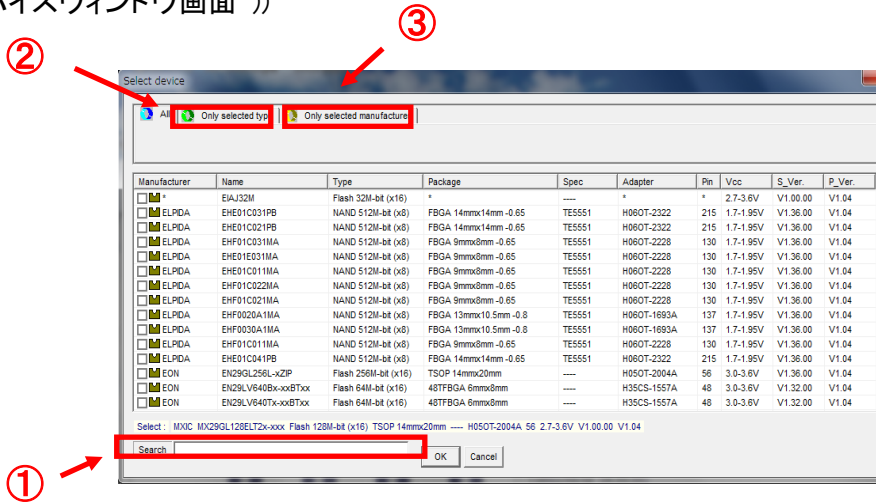 バイスウィンドウ画面 ))
③
②
Select device
All Only selected typ Only selected manufacture
Manufacturer Name Type Package Spec Adapter Pin Vcc S_Ver. P_Ver.
* EIAJ32M Flash 32M-bit (x16) * ---- * * 2.7-3.6V V1.00.00 V1.04
ELPIDA EHE01C031PB NAND 512M-bit (x8) FBGA 14mmx14mm -0.65 TE5551 H06OT-2322 215 1.7-1.95V V1.36.00 V1.04
ELPIDA EHE01C021PB NAND 512M-bit (x8) FBGA 14mmx14mm -0.65 TE5551 H06OT-2322 215 1.7-1.95V V1.36.00 V1.04
ELPIDA EHF01C031MA NAND 512M-bit (x8) FBGA 9mmx8mm -0.65 TE5551 H06OT-2228 130 1.7-1.95V V1.36.00 V1.04
ELPIDA EHE01E031MA NAND 512M-bit (x8) FBGA 9mmx8mm -0.65 TE5551 H06OT-2228 130 1.7-1.95V V1.36.00 V1.04
ELPIDA EHE01C011MA NAND 512M-bit (x8) FBGA 9mmx8mm -0.65 TE5551 H06OT-2228 130 1.7-1.95V V1.36.00 V1.04
ELPIDA EHF01C022MA NAND 512M-bit (x8) FBGA 9mmx8mm -0.65 TE5551 H06OT-2228 130 1.7-1.95V V1.36.00 V1.04
ELPIDA EHF01C021MA NAND 512M-bit (x8) FBGA 9mmx8mm -0.65 TE5551 H06OT-2228 130 1.7-1.95V V1.36.00 V1.04
ELPIDA EHF0020A1MA NAND 512M-bit (x8) FBGA 13mmx10.5mm -0.8 TE5551 H06OT-1693A 137 1.7-1.95V V1.36.00 V1.04
ELPIDA EHF0030A1MA NAND 512M-bit (x8) FBGA 13mmx10.5mm -0.8 TE5551 H06OT-1693A 137 1.7-1.95V V1.36.00 V1.04
ELPIDA EHF01C011MA NAND 512M-bit (x8) FBGA 9mmx8mm -0.65 TE5551 H06OT-2228 130 1.7-1.95V V1.36.00 V1.04
ELPIDA EHE01C041PB NAND 512M-bit (x8) FBGA 14mmx14mm -0.65 TE5551 H06OT-2322 215 1.7-1.95V V1.36.00 V1.04
EON EN29GL256L-xZIP Flash 256M-bit (x16) TSOP 14mmx20mm ---- H05OT-2004A 56 3.0-3.6V V1.36.00 V1.04
EON EN29LV640Bx-xxBTxx Flash 64M-bit (x16) 48TFBGA 6mmx8mm ---- H35CS-1557A 48 3.0-3.6V V1.32.00 V1.04
EON EN29LV640Tx-xxBTxx Flash 64M-bit (x16) 48TFBGA 6mmx8mm ---- H35CS-1557A 48 3.0-3.6V V1.32.00 V1.04
Select : MXIC MX29GL128ELT2x-xxx Flash 128M-bit (x16) TSOP 14mmx20mm ---- H05OT-2004A 56 2.7-3.6V V1.00.00 V1.04
Search OK Cancel
①